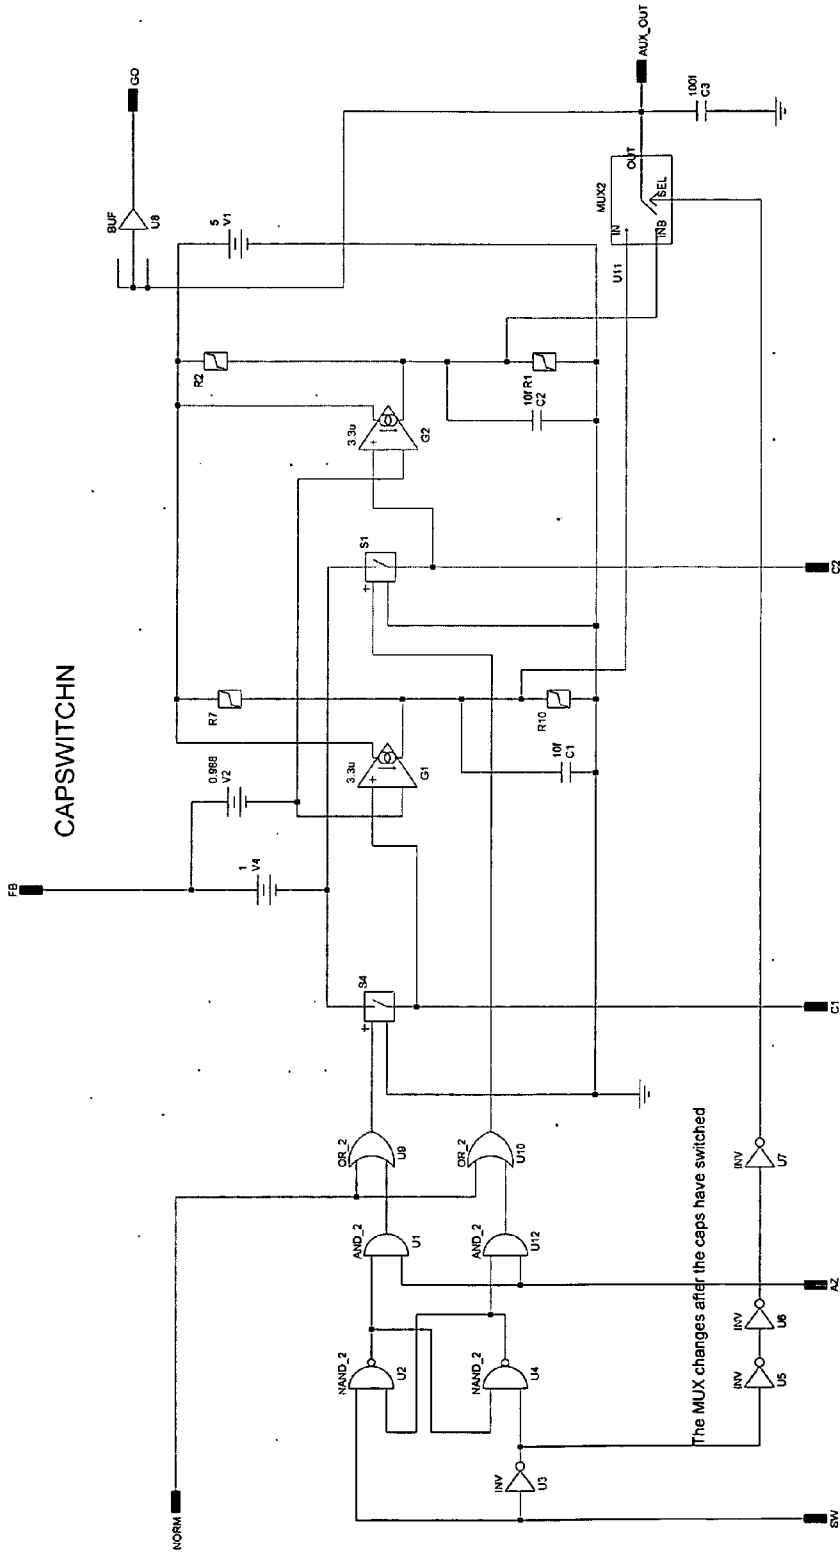 CAPSWITCHN
FB
GO
BUF
U8
AUX_OUT
5
V1
100f
C3
MUX2
OUT
SEL
IN
INB
U11
R2
3.3u
+
G2
10f
R1
C2
S1
+
C2
0.988
V2
1
V4
R7
3.3u
+
G1
R10
10f
C1
S4
+
C1
NORM
OR_2
U9
OR_2
U10
AND_2
U1
AND_2
U12
NAND_2
U2
NAND_2
U4
INV
U3
The MUX changes after the caps have switched
INV
U5
INV
U6
INV
U7
AZ
SW